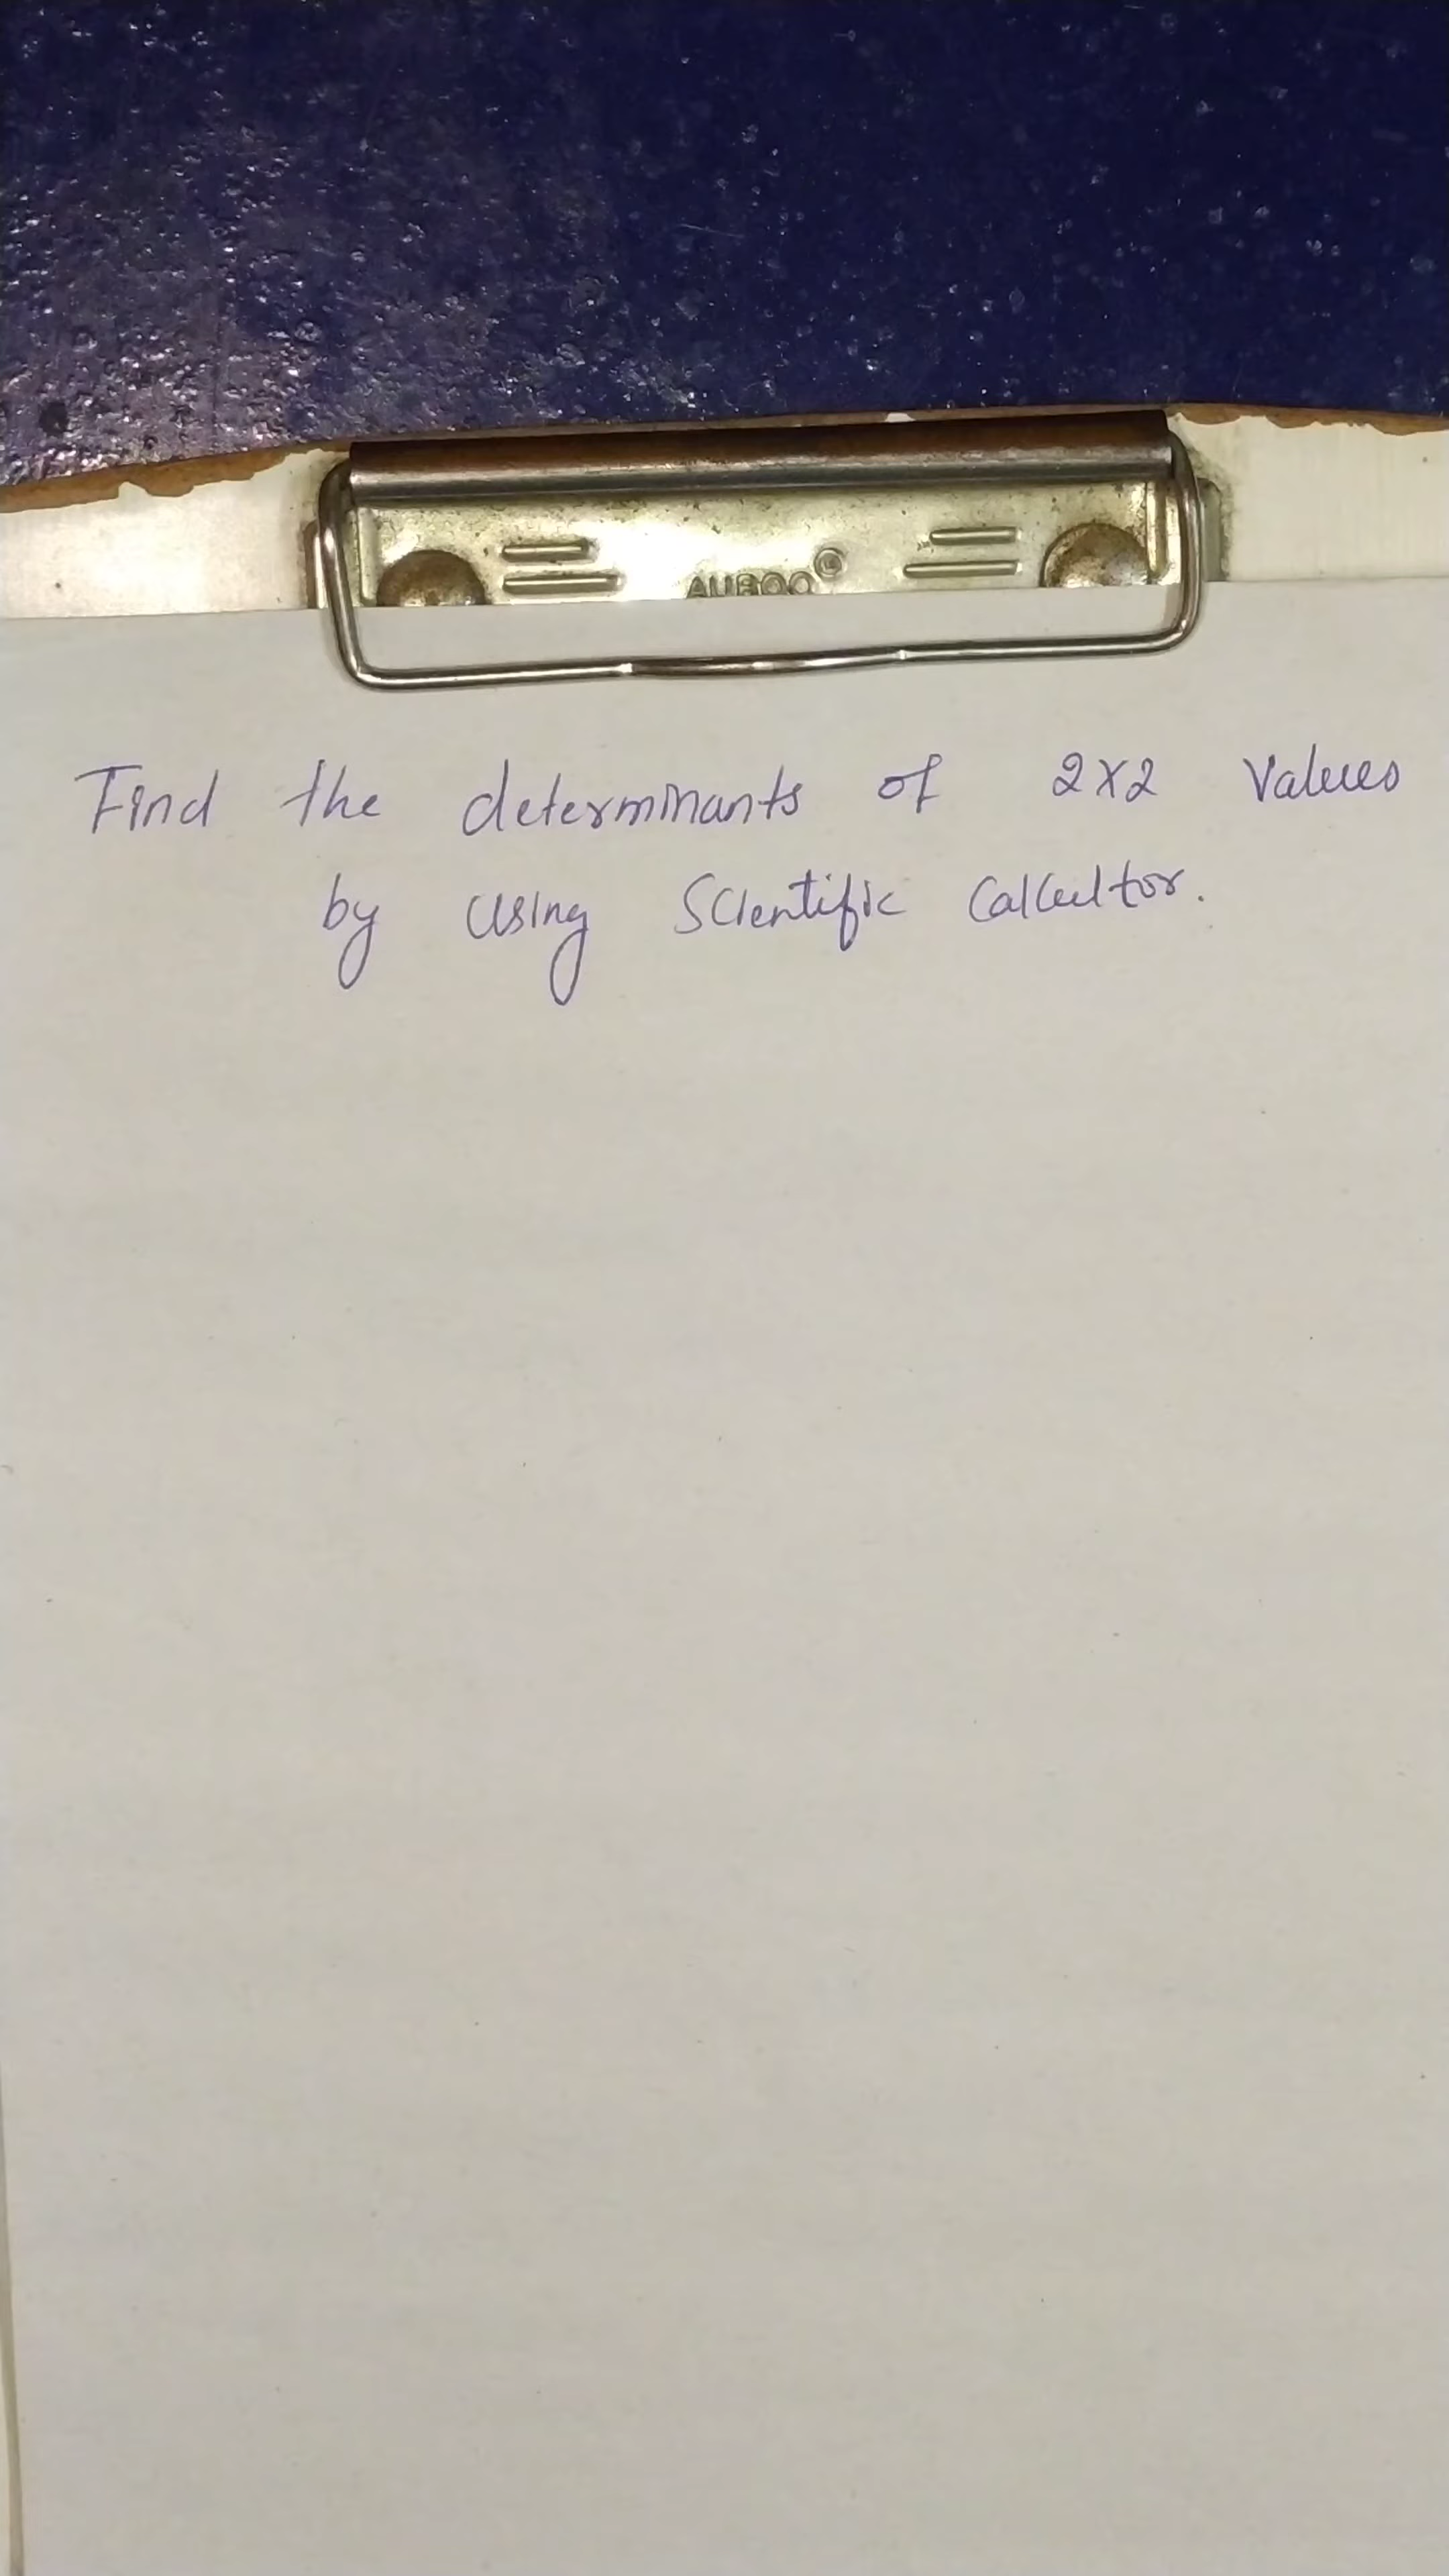 Find the determinants of 2x2 Values
by using Scientific Calcultor.